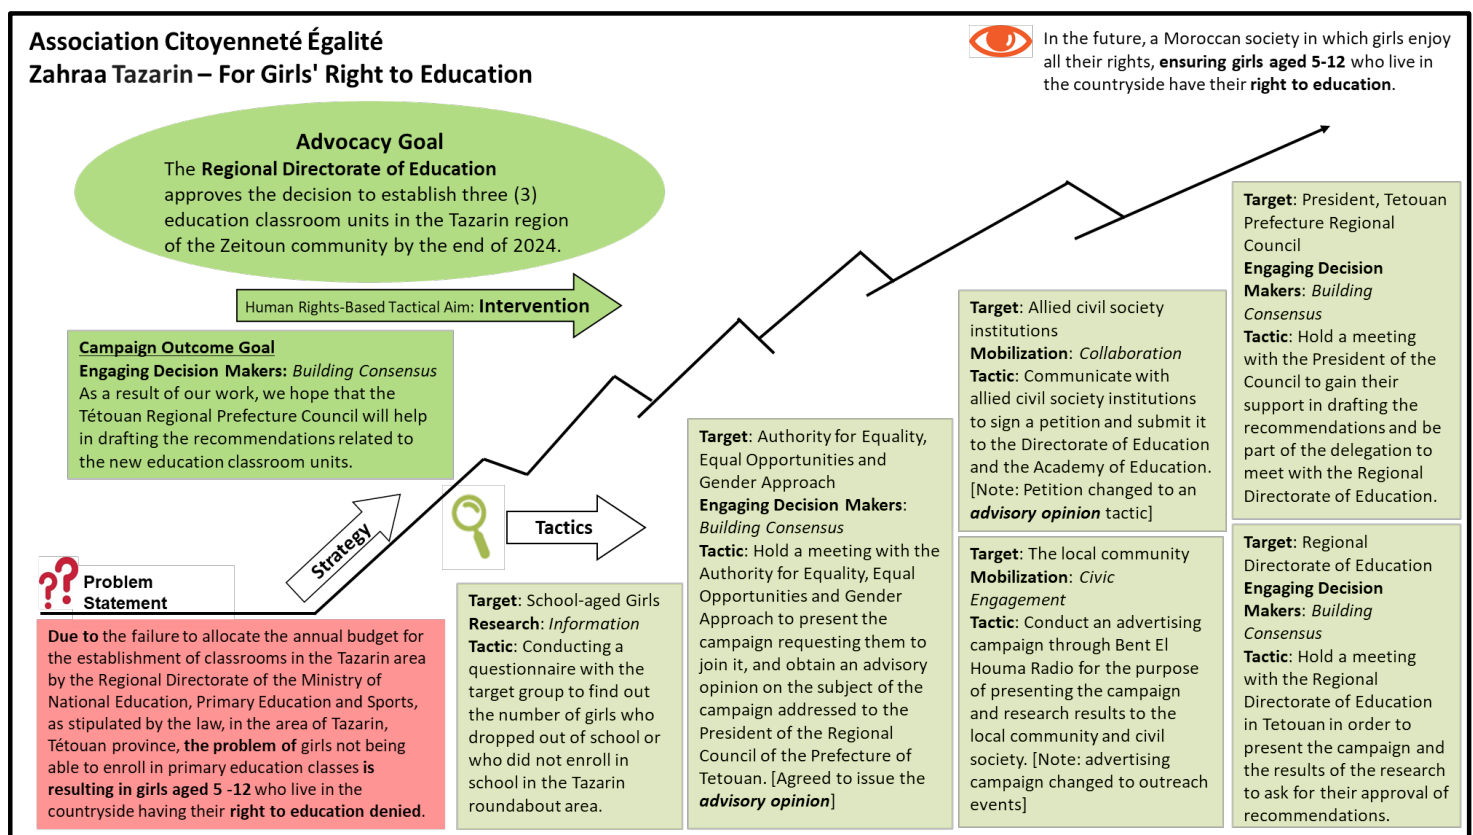 Association Citoyenneté Égalité
Zahraa Tazarin – For Girls' Right to Education
In the future, a Moroccan society in which girls enjoy
all their rights, ensuring girls aged 5-12 who live in
the countryside have their right to education.
Advocacy Goal
The Regional Directorate of Education
approves the decision to establish three (3)
education classroom units in the Tazarin region
of the Zeitoun community by the end of 2024.
Human Rights-Based Tactical Aim: Intervention
Campaign Outcome Goal
Engaging Decision Makers: Building Consensus
As a result of our work, we hope that the
Tétouan Regional Prefecture Council will help
in drafting the recommendations related to
the new education classroom units.
Strategy
Tactics
Problem
Statement
Due to the failure to allocate the annual budget for
the establishment of classrooms in the Tazarin area
by the Regional Directorate of the Ministry of
National Education, Primary Education and Sports,
as stipulated by the law, in the area of Tazarin,
Tétouan province, the problem of girls not being
able to enroll in primary education classes is
resulting in girls aged 5 -12 who live in the
countryside having their right to education denied.
Target: School-aged Girls
Research: Information
Tactic: Conducting a
questionnaire with the
target group to find out
the number of girls who
dropped out of school or
who did not enroll in
school in the Tazarin
roundabout area.
Target: Authority for Equality,
Equal Opportunities and
Gender Approach
Engaging Decision Makers:
Building Consensus
Tactic: Hold a meeting with the
Authority for Equality, Equal
Opportunities and Gender
Approach to present the
campaign requesting them to
join it, and obtain an advisory
opinion on the subject of the
campaign addressed to the
President of the Regional
Council of the Prefecture of
Tetouan. [Agreed to issue the
advisory opinion]
Target: Allied civil society
institutions
Mobilization: Collaboration
Tactic: Communicate with
allied civil society institutions
to sign a petition and submit it
to the Directorate of Education
and the Academy of Education.
[Note: Petition changed to an
advisory opinion tactic]
Target: The local community
Mobilization: Civic
Engagement
Tactic: Conduct an advertising
campaign through Bent El
Houma Radio for the purpose
of presenting the campaign
and research results to the
local community and civil
society. [Note: advertising
campaign changed to outreach
events]
Target: President, Tetouan
Prefecture Regional
Council
Engaging Decision
Makers: Building
Consensus
Tactic: Hold a meeting
with the President of the
Council to gain their
support in drafting the
recommendations and be
part of the delegation to
meet with the Regional
Directorate of Education.
Target: Regional
Directorate of Education
Engaging Decision
Makers: Building
Consensus
Tactic: Hold a meeting
with the Regional
Directorate of Education
in Tetouan in order to
present the campaign and
the results of the research
to ask for their approval of
recommendations.